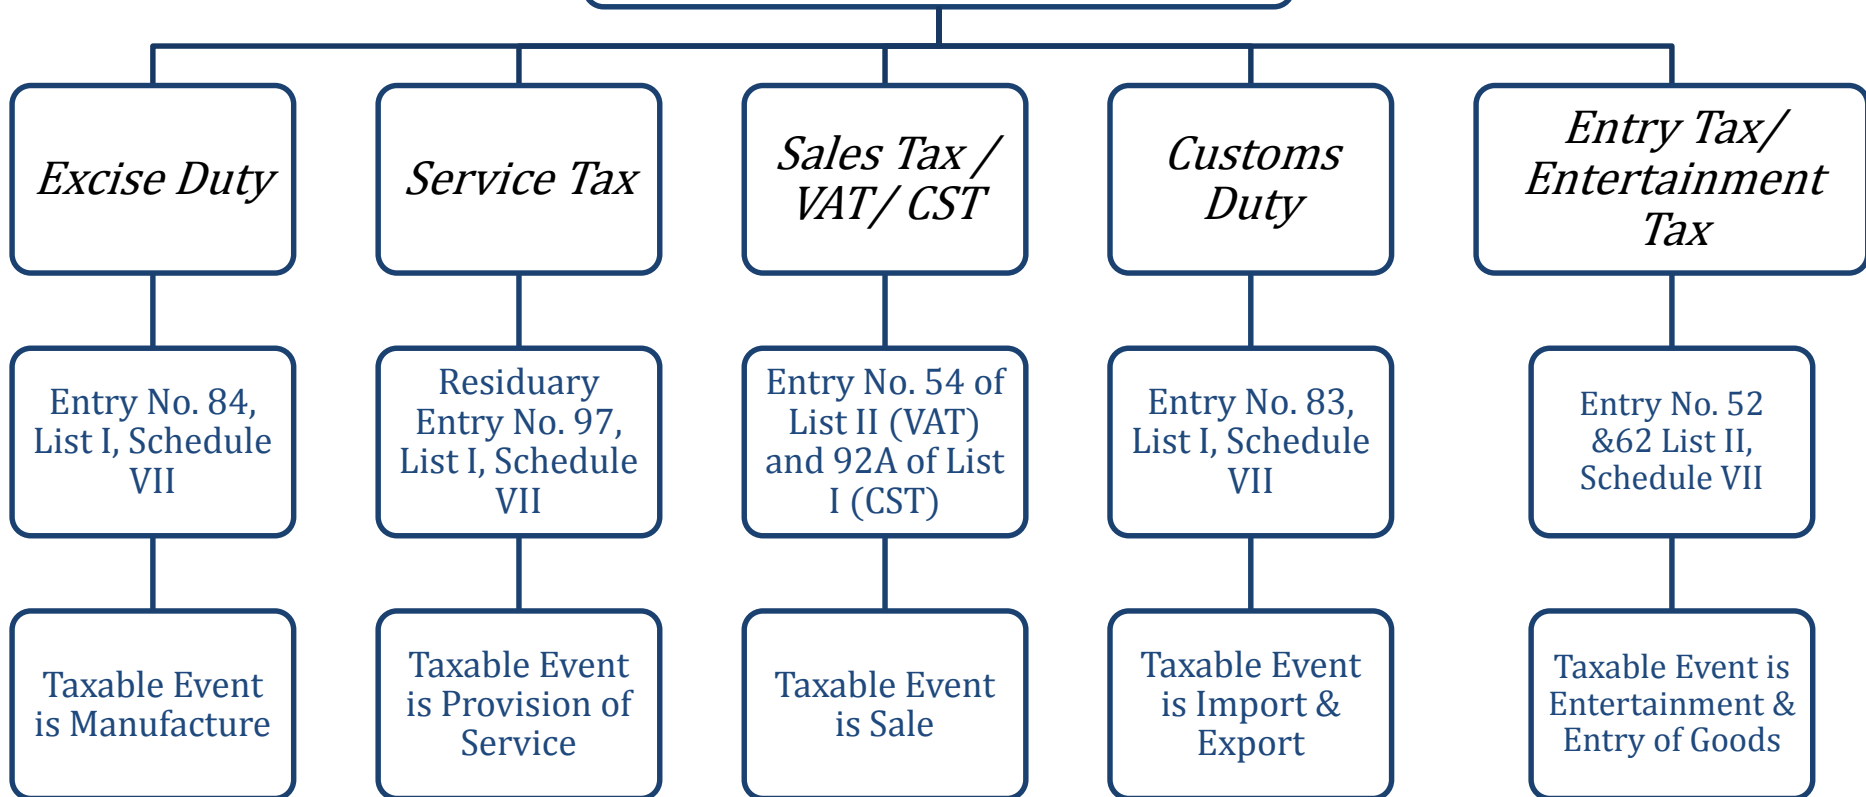 Excise Duty
Service Tax
Sales Tax /
VAT/ CST
Customs
Duty
Entry Tax/
Entertainment
Tax
Entry No. 84,
List I, Schedule
VII
Residuary
Entry No. 97,
List I, Schedule
VII
Entry No. 54 of
List II (VAT)
and 92A of List
I (CST)
Entry No. 83,
List I, Schedule
VII
Entry No. 52
&62 List II,
Schedule VII
Taxable Event
is Manufacture
Taxable Event
is Provision of
Service
Taxable Event
is Sale
Taxable Event
is Import &
Export
Taxable Event is
Entertainment &
Entry of Goods